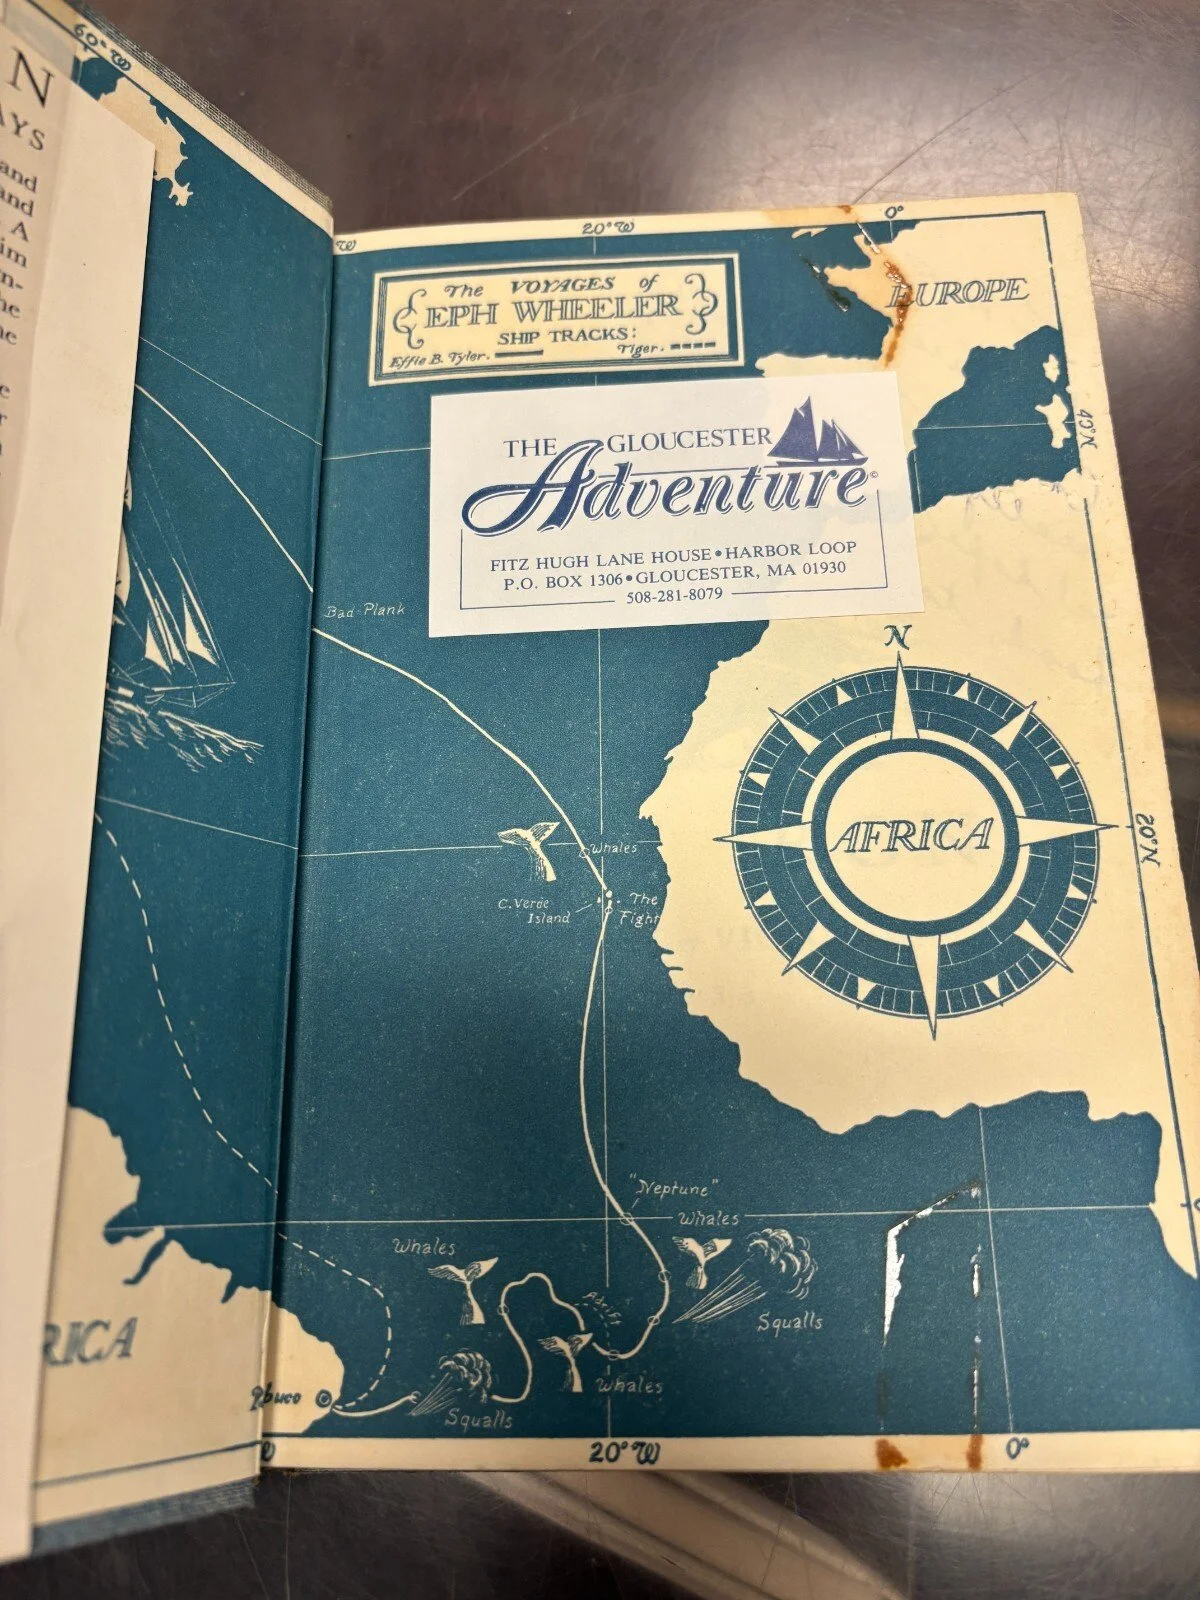 60° W
N
AYS
and
and
A
im
n-
he
ne
e
r
n
W
20° W
0°
The VOYAGES of
EPH WHEELER
SHIP TRACKS:
Effie B. Tyler. Tiger.
EUROPE
40° N
THE GLOUCESTER
Adventure©
FITZ HUGH LANE HOUSE • HARBOR LOOP
P.O. BOX 1306 • GLOUCESTER, MA 01930
508-281-8079
Bad Plank
N
AFRICA
20° N
Whales
C. Verde
Island
The
Fight
"Neptune"
Whales
Whales
Squalls
Adrift
Whales
Squalls
RICA
P'buco
20° W
0°